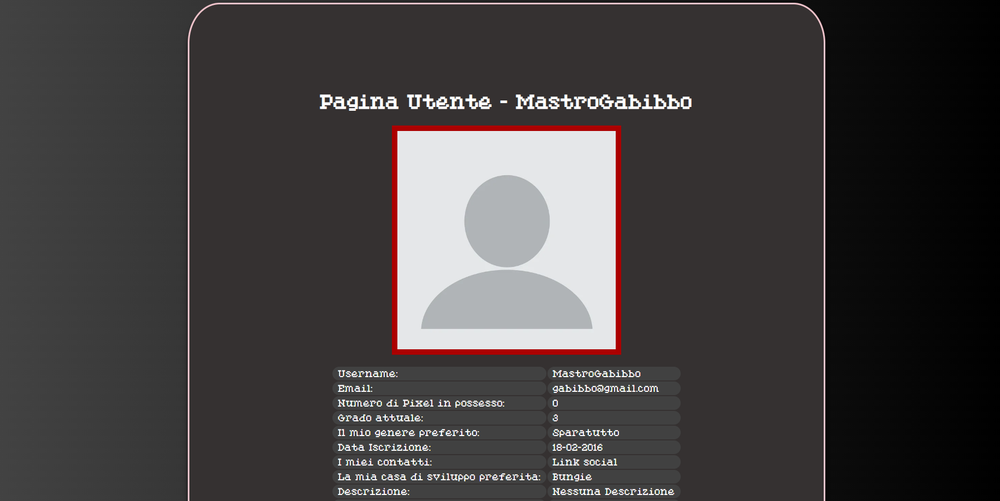 Pagina Utente - MastroGabibbo
Username: MastroGabibbo
Email: gabibbo@gmail.com
Numero di Pixel in possesso: 0
Grado attuale: 3
Il mio genere preferito: Sparatutto
Data Iscrizione: 18-02-2016
I miei contatti: Link social
La mia casa di sviluppo preferita: Bungie
Descrizione: Nessuna Descrizione